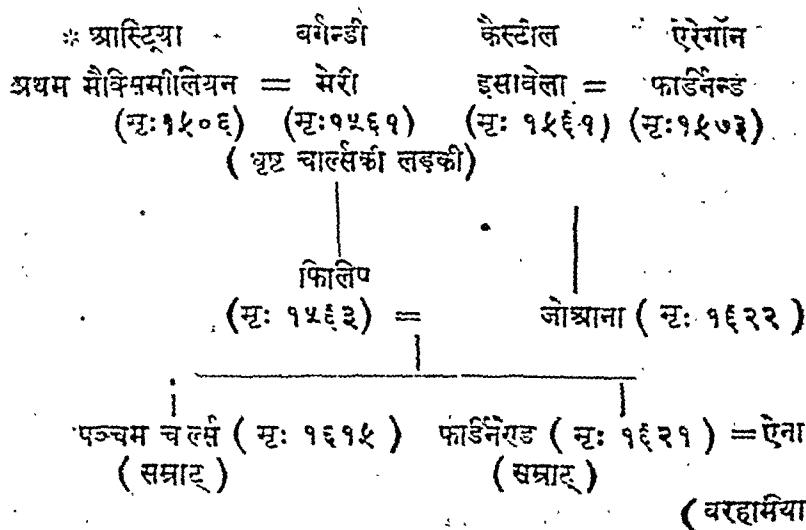 * आस्ट्रिया बर्गन्डी कैस्टील ऐरेगॉन
प्रथम मैक्सिमीलियन = मेरी इसाबेला = फार्डिनन्ड
(मृ: १५०६) (मृ: १५६१) (मृ: १५६१) (मृ: १५७३)
(धृष्ट चार्ल्सकी लड़की)
फिलिप
(मृ: १५६३) = जोआना (मृ: १६२२)
पञ्चम चार्ल्स (मृ: १६१५) फार्डिनेण्ड (मृ: १६२१) = ऐना
(सम्राट्) (सम्राट्)
(वरहामिया